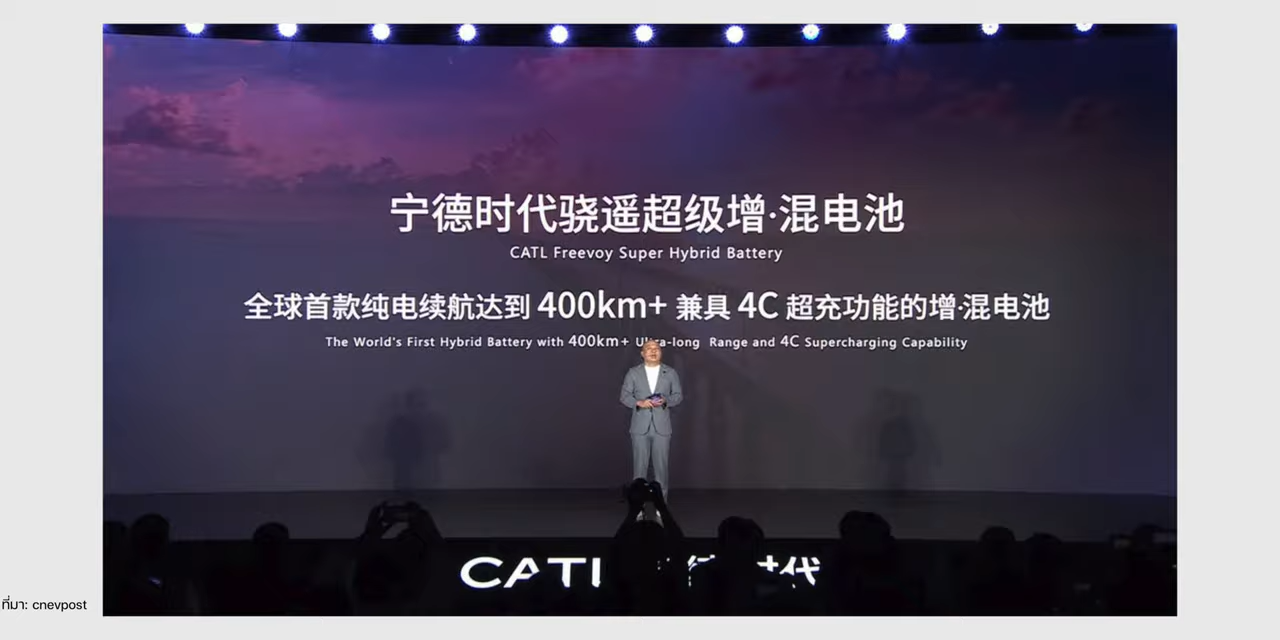 宁德时代骁遥超级增·混电池
CATL Freevoy Super Hybrid Battery
全球首款纯电续航达到 400km+ 兼具 4C 超充功能的增·混电池
The World's First Hybrid Battery with 400km+ Ultra-long Range and 4C Supercharging Capability
CATL 时代
ที่มา: cnevpost